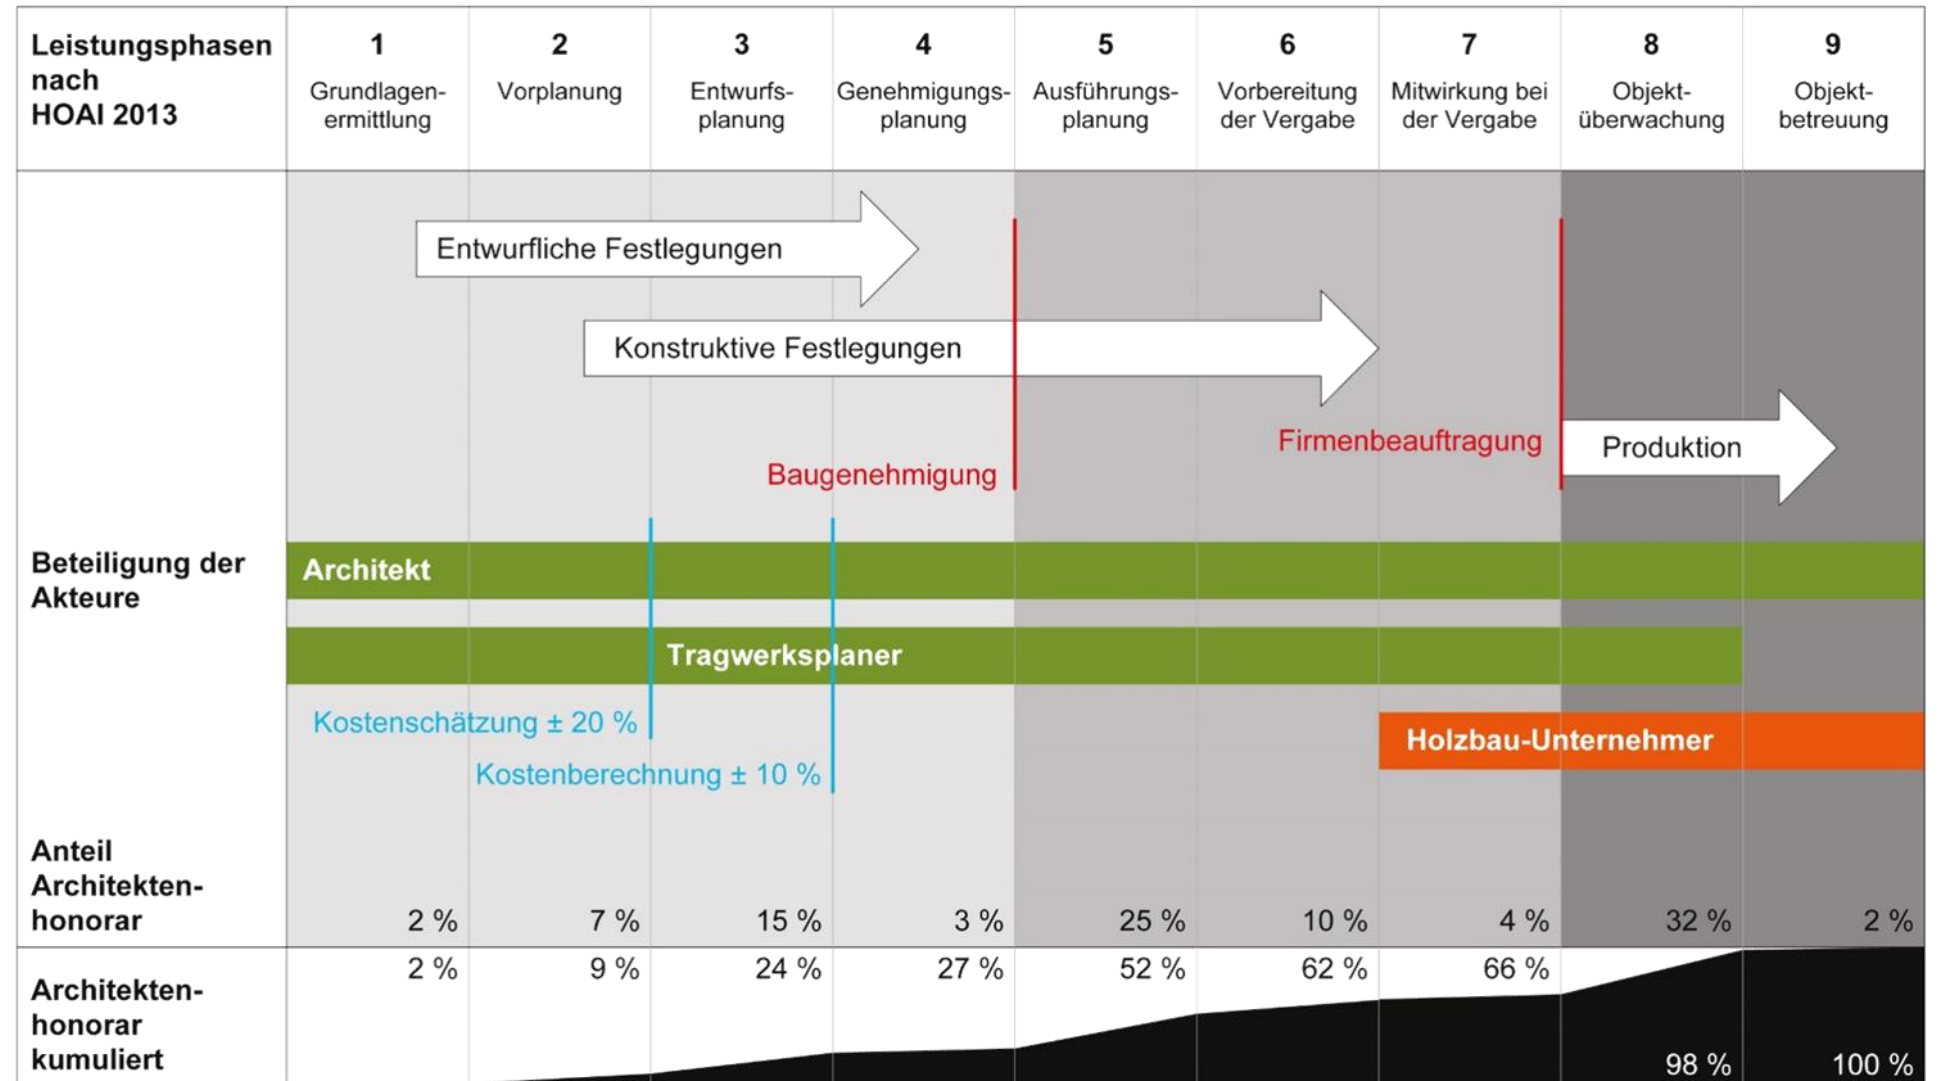 Leistungsphasen
nach
HOAI 2013
1
2
3
4
5
6
7
8
9
Grundlagen-
ermittlung
Vorplanung
Entwurfs-
planung
Genehmigungs-
planung
Ausführungs-
planung
Vorbereitung
der Vergabe
Mitwirkung bei
der Vergabe
Objekt-
überwachung
Objekt-
betreuung
Entwurfliche Festlegungen
Konstruktive Festlegungen
Firmenbeauftragung
Produktion
Baugenehmigung
Beteiligung der
Akteure
Architekt
Tragwerksplaner
Kostenschätzung ± 20 %
Holzbau-Unternehmer
Kostenberechnung ± 10 %
Anteil
Architekten-
honorar
2 %
7 %
15 %
3 %
25 %
10 %
4 %
32 %
2 %
Architekten-
honorar
kumuliert
2 %
9 %
24 %
27 %
52 %
62 %
66 %
98 %
100 %